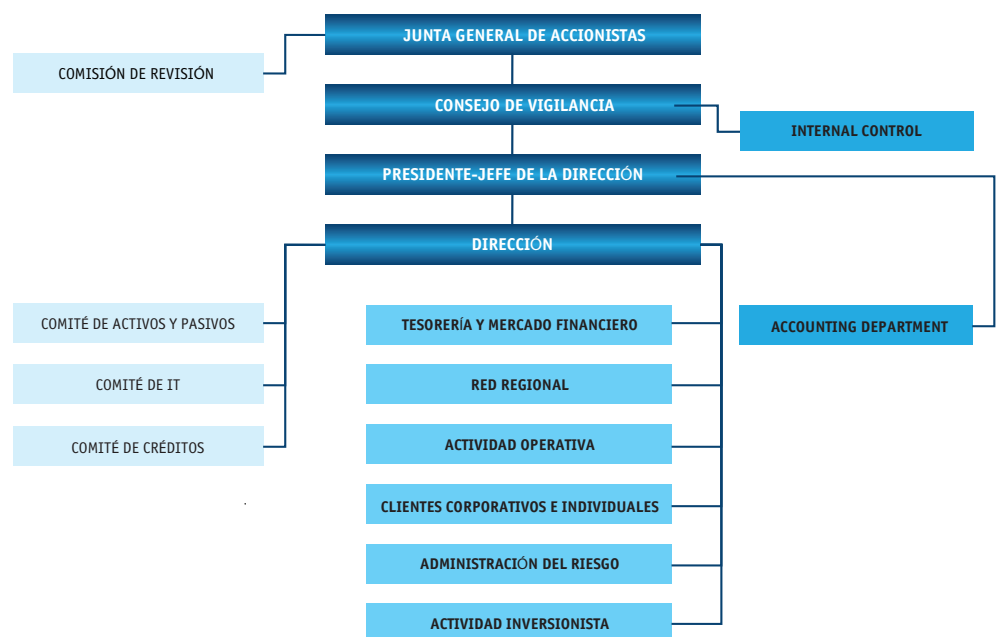 JUNTA GENERAL DE ACCIONISTAS
COMISIÓN DE REVISIÓN
CONSEJO DE VIGILANCIA
INTERNAL CONTROL
PRESIDENTE-JEFE DE LA DIRECCIÓN
DIRECCIÓN
COMITÉ DE ACTIVOS Y PASIVOS
TESORERÍA Y MERCADO FINANCIERO
ACCOUNTING DEPARTMENT
COMITÉ DE IT
RED REGIONAL
COMITÉ DE CRÉDITOS
ACTIVIDAD OPERATIVA
CLIENTES CORPORATIVOS E INDIVIDUALES
ADMINISTRACIÓN DEL RIESGO
ACTIVIDAD INVERSIONISTA